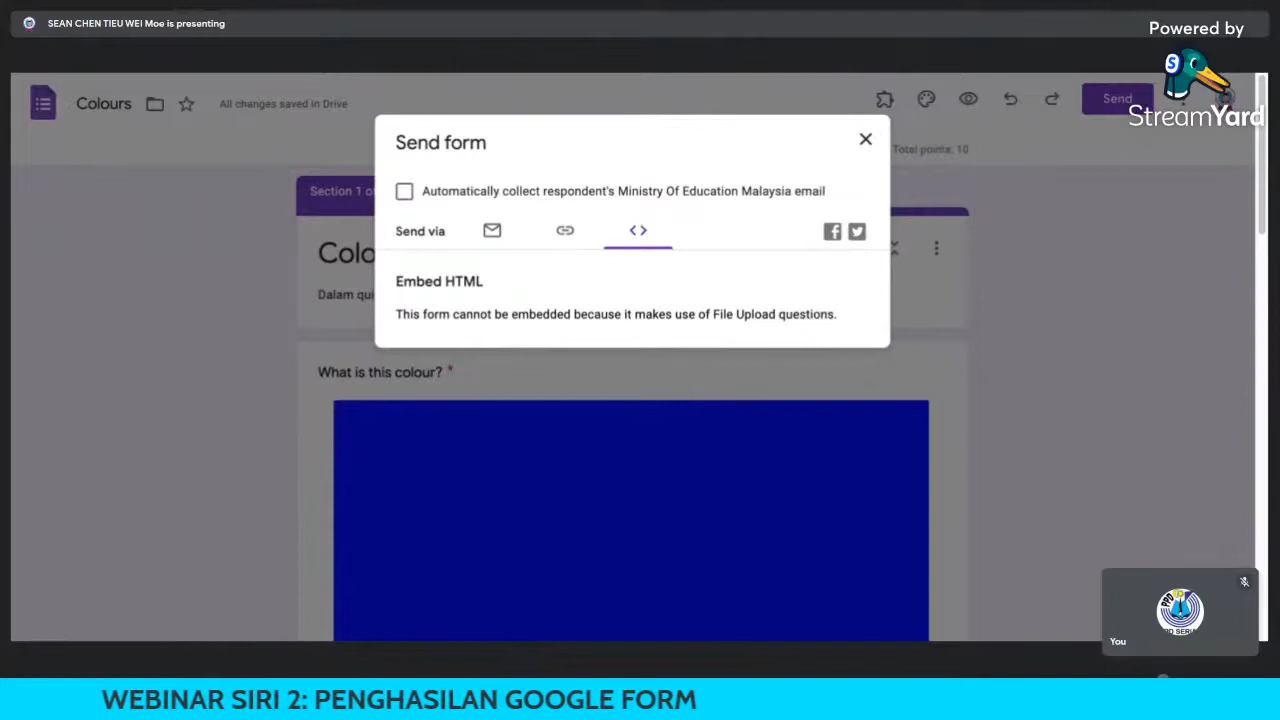 SEAN CHEN TIEU WEI Moe is presenting
Powered by
StreamYard
Colours
All changes saved in Drive
Send
Total points: 10
Send form
Automatically collect respondent's Ministry Of Education Malaysia email
Send via
Section 1 o
Embed HTML
Colo
Dalam qui
This form cannot be embedded because it makes use of File Upload questions.
What is this colour? *
You
WEBINAR SIRI 2: PENGHASILAN GOOGLE FORM